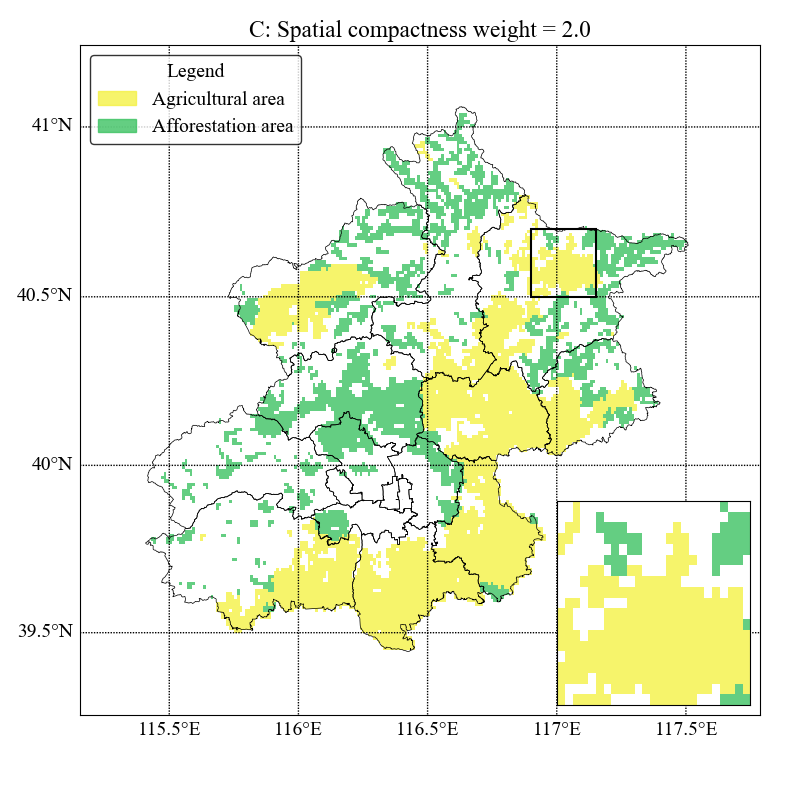 C: Spatial compactness weight = 2.0
Legend
Agricultural area
Afforestation area
41°N
40.5°N
40°N
39.5°N
115.5°E 116°E 116.5°E 117°E 117.5°E